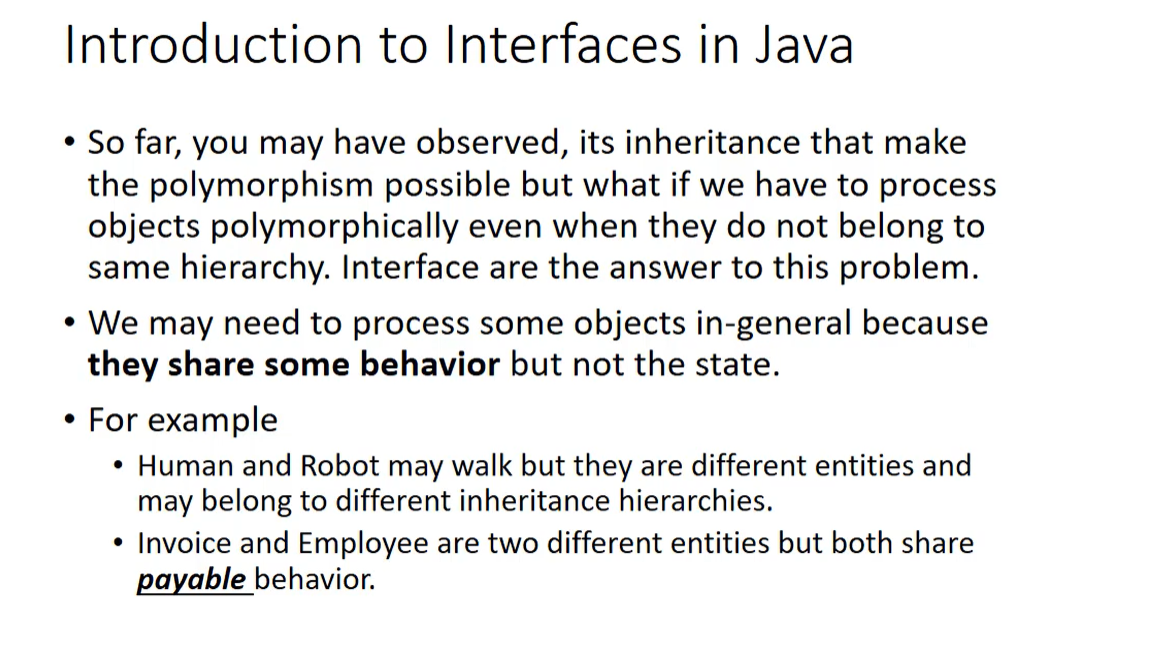 Introduction to Interfaces in Java
• So far, you may have observed, its inheritance that make
the polymorphism possible but what if we have to process
objects polymorphically even when they do not belong to
same hierarchy. Interface are the answer to this problem.
• We may need to process some objects in-general because
they share some behavior but not the state.
• For example
• Human and Robot may walk but they are different entities and
may belong to different inheritance hierarchies.
• Invoice and Employee are two different entities but both share
payable behavior.